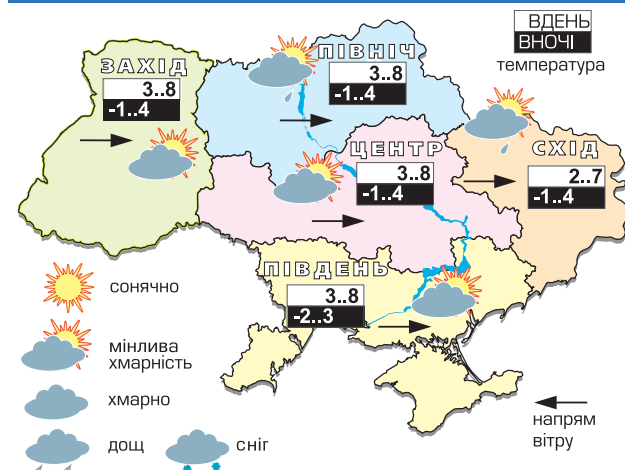 ВДЕНЬ
ВНОЧІ
температура
ПІВНІЧ
3..8
-1..4
ЗАХІД
3..8
-1..4
ЦЕНТР
3..8
-1..4
СХІД
2..7
-1..4
ПІВДЕНЬ
3..8
-2..3
сонячно
мінлива
хмарність
хмарно
дощ
сніг
напрям
вітру